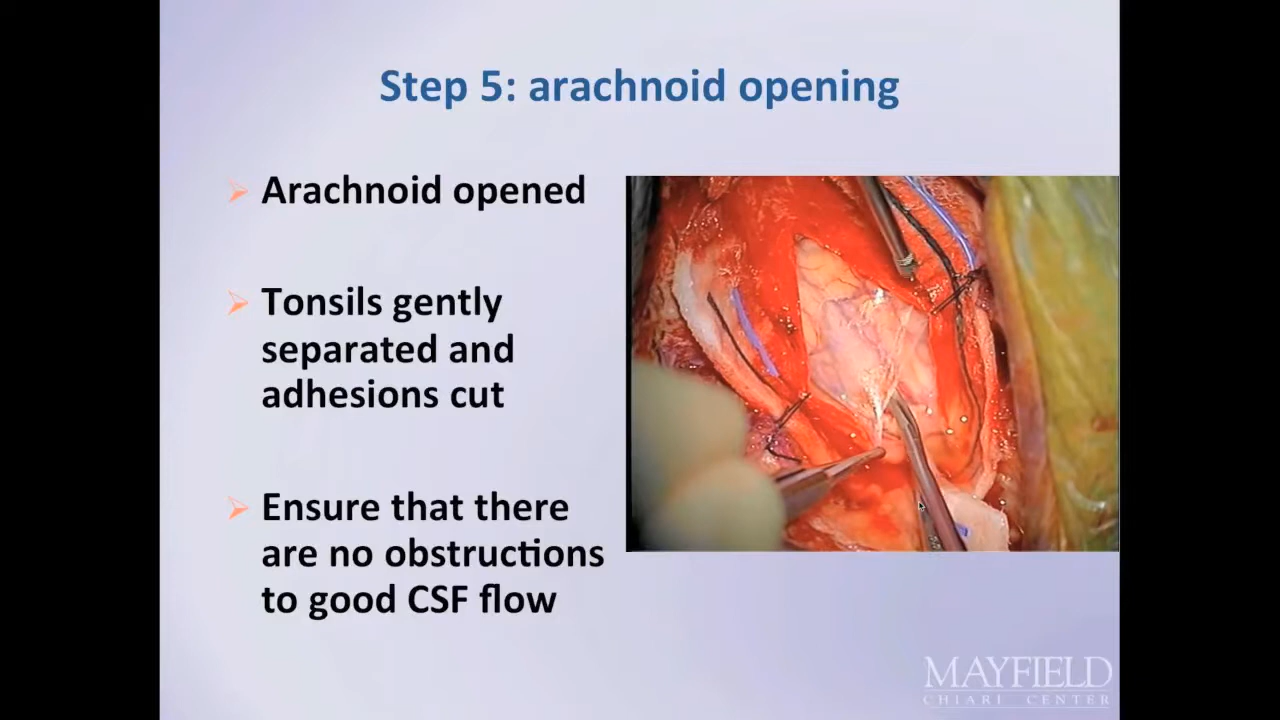 Step 5: arachnoid opening
Arachnoid opened
Tonsils gently
separated and
adhesions cut
Ensure that there
are no obstructions
to good CSF flow
MAYFIELD
CHIARI CENTER